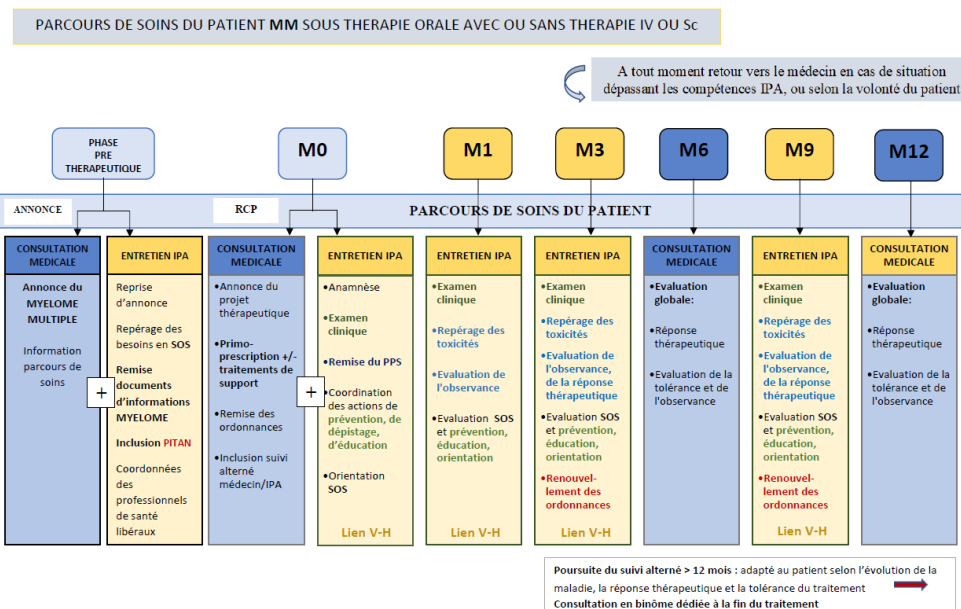 PARCOURS DE SOINS DU PATIENT MM SOUS THERAPIE ORALE AVEC OU SANS THERAPIE IV OU Sc
A tout moment retour vers le médecin en cas de situation
dépassant les compétences IPA, ou selon la volonté du patient
PHASE
PRE
THERAPEUTIQUE
M0
M1
M3
M6
M9
M12
ANNONCE
RCP
PARCOURS DE SOINS DU PATIENT
CONSULTATION
MEDICALE
Annonce du
MYELOME
MULTIPLE
Information
parcours de
soins
+
ENTRETIEN IPA
Reprise
d'annonce
Repérage des
besoins en SOS
Remise
documents
d'informations
MYELOME
Inclusion PITAN
Coordonnées
des
professionnels
de santé
libéraux
CONSULTATION
MEDICALE
•Annonce du
projet
thérapeutique
•Primo-
prescription +/-
traitements de
support
•Remise des
ordonnances
•Inclusion suivi
alterné
médecin/IPA
+
ENTRETIEN IPA
•Anamnèse
•Examen
clinique
•Remise du PPS
•Coordination
des actions de
prévention, de
dépistage,
d'éducation
•Orientation
SOS
Lien V-H
ENTRETIEN IPA
•Examen
clinique
•Repérage des
toxicités
•Evaluation de
l'observance
•Evaluation SOS
et prévention,
éducation,
orientation
Lien V-H
ENTRETIEN IPA
•Examen
clinique
•Repérage des
toxicités
•Evaluation de
l'observance,
de la réponse
thérapeutique
•Evaluation SOS
et prévention,
éducation,
orientation
•Renouvel-
lement des
ordonnances
Lien V-H
CONSULTATION
MEDICALE
•Evaluation
globale:
•Réponse
thérapeutique
•Evaluation de la
tolérance et de
l'observance
ENTRETIEN IPA
•Examen
clinique
•Repérage des
toxicités
•Evaluation de
l'observance,
de la réponse
thérapeutique
•Evaluation SOS
et prévention,
éducation,
orientation
•Renouvel-
lement des
ordonnances
Lien V-H
CONSULTATION
MEDICALE
•Evaluation
globale:
•Réponse
thérapeutique
•Evaluation de la
tolérance et de
l'observance
Poursuite du suivi alterné > 12 mois : adapté au patient selon l'évolution de la
maladie, la réponse thérapeutique et la tolérance du traitement
Consultation en binôme dédiée à la fin du traitement